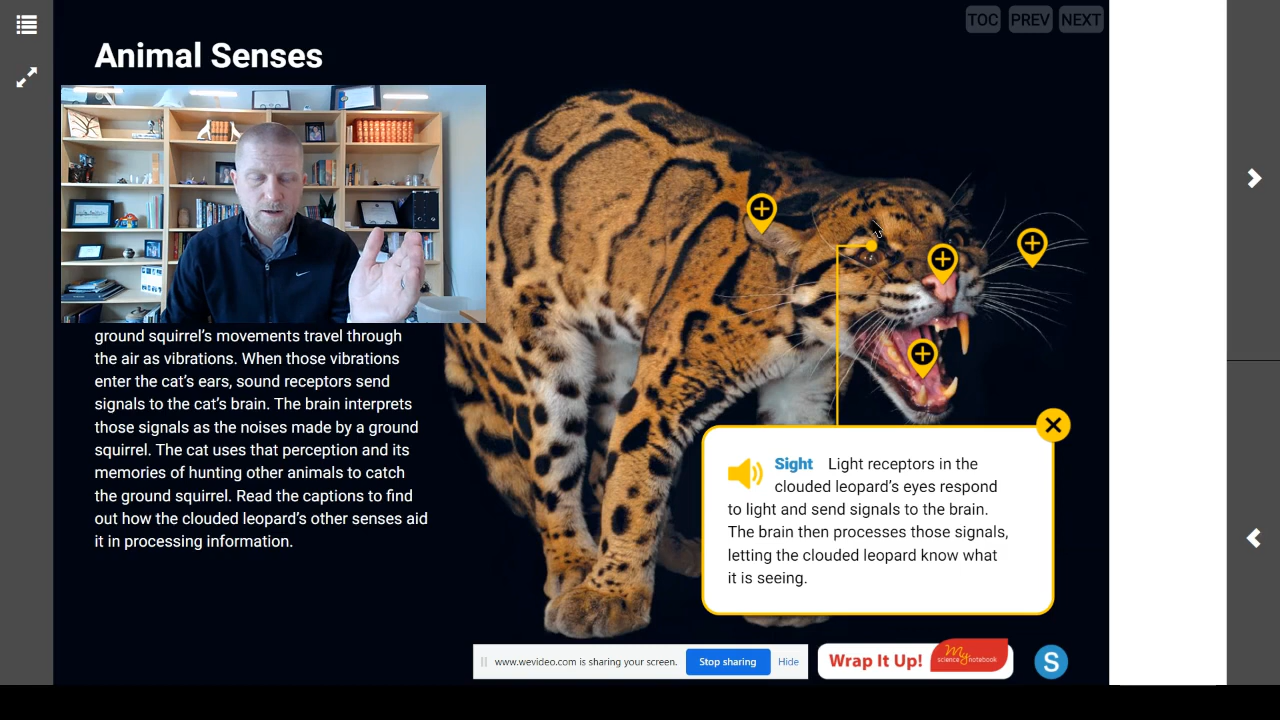 TOC PREV NEXT
Animal Senses
ground squirrel's movements travel through
the air as vibrations. When those vibrations
enter the cat's ears, sound receptors send
signals to the cat's brain. The brain interprets
those signals as the noises made by a ground
squirrel. The cat uses that perception and its
memories of hunting other animals to catch
the ground squirrel. Read the captions to find
out how the clouded leopard's other senses aid
it in processing information.
Sight Light receptors in the
clouded leopard's eyes respond
to light and send signals to the brain.
The brain then processes those signals,
letting the clouded leopard know what
it is seeing.
www.wevideo.com is sharing your screen. Stop sharing Hide
Wrap It Up! My science notebook
S